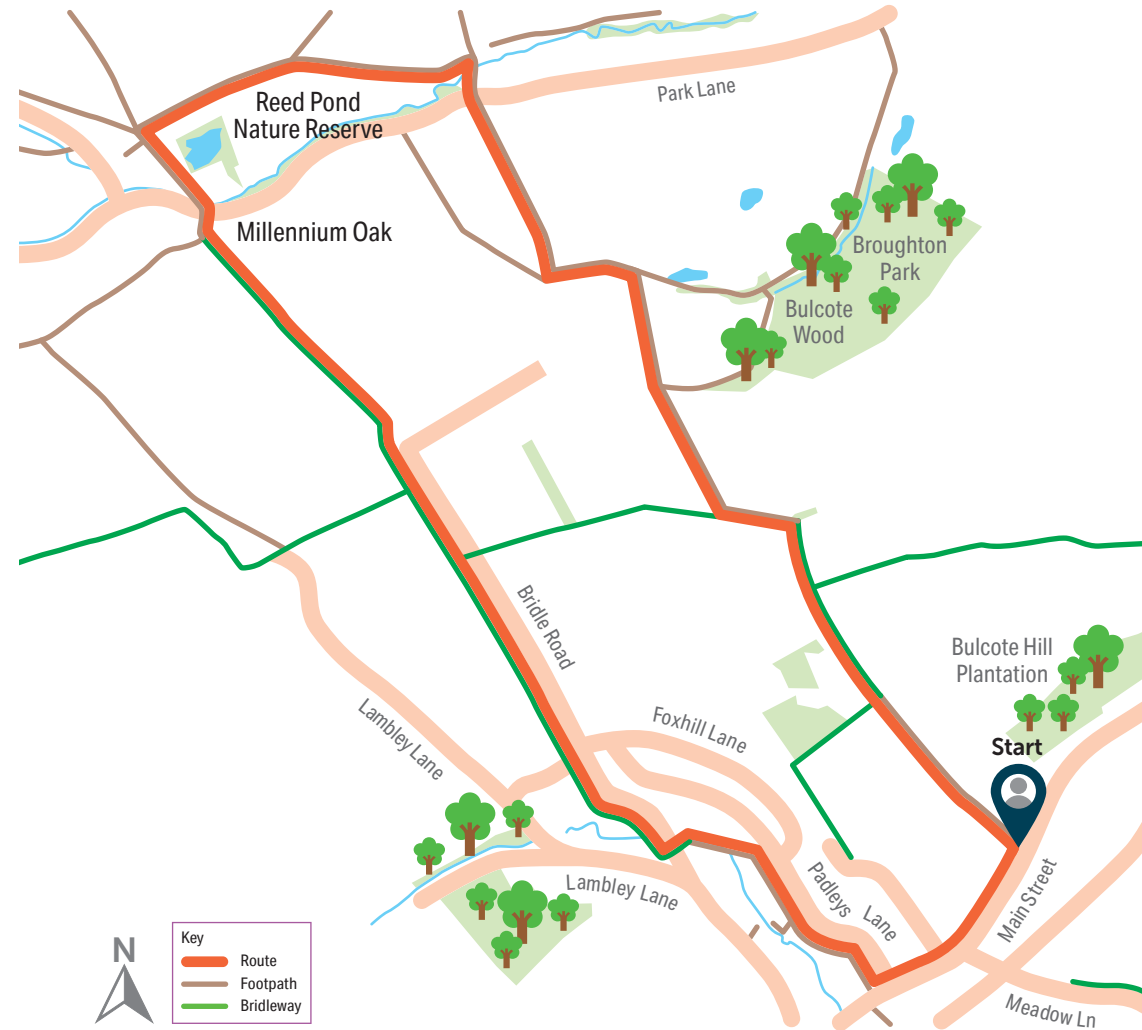 Park Lane
Reed Pond
Nature Reserve
Millennium Oak
Broughton
Park
Bulcote
Wood
Bridle Road
Bulcote Hill
Plantation
Lambley Lane
Foxhill Lane
Start
Padleys
Lane
Lambley Lane
Main Street
Meadow Ln
N
Key
Route
Footpath
Bridleway